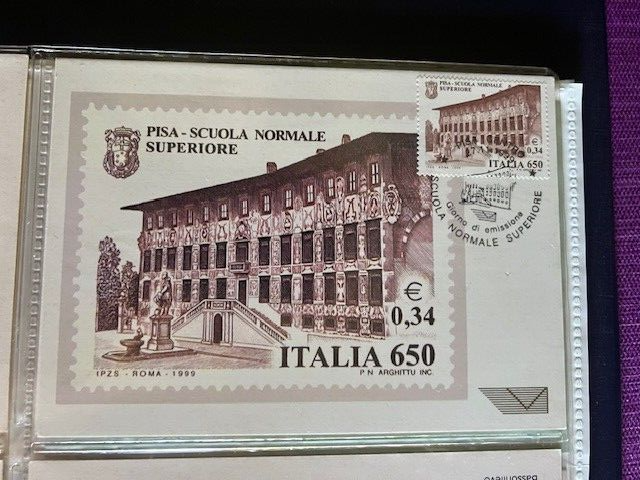 PISA - SCUOLA NORMALE
SUPERIORE
€
0,34
ITALIA 650
IPZS - ROMA - 1999
P N ARGHITTU INC.
PISA - SCUOLA NORMALE
SUPERIORE
€
0,34
ITALIA 650
Giorno di emissione
SCUOLA NORMALE SUPERIORE